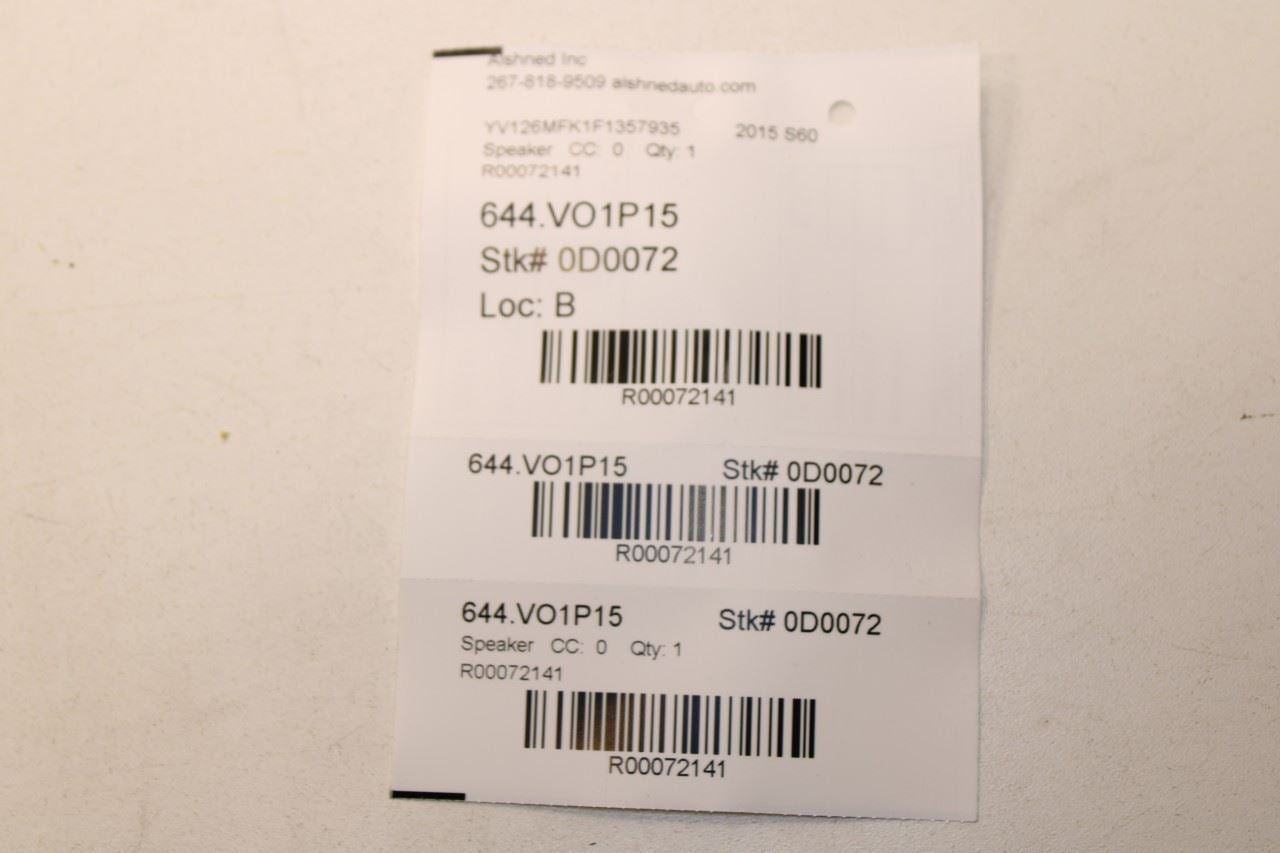 Alshned Inc
267-818-9509 alshnedauto.com
YV126MFK1F1357935 2015 S60
Speaker CC: 0 Qty: 1
R00072141
644.VO1P15
Stk# 0D0072
Loc: B
R00072141
644.VO1P15 Stk# 0D0072
R00072141
644.VO1P15 Stk# 0D0072
Speaker CC: 0 Qty: 1
R00072141
R00072141